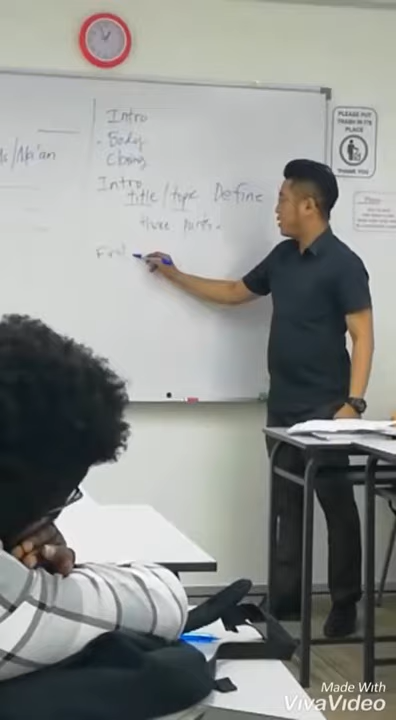 Intro
- Body
Closing
Intro
title / type Define
three parts.
First
PLEASE PUT
TRASH IN IT'S
PLACE
THANK YOU
Made With
VivaVideo